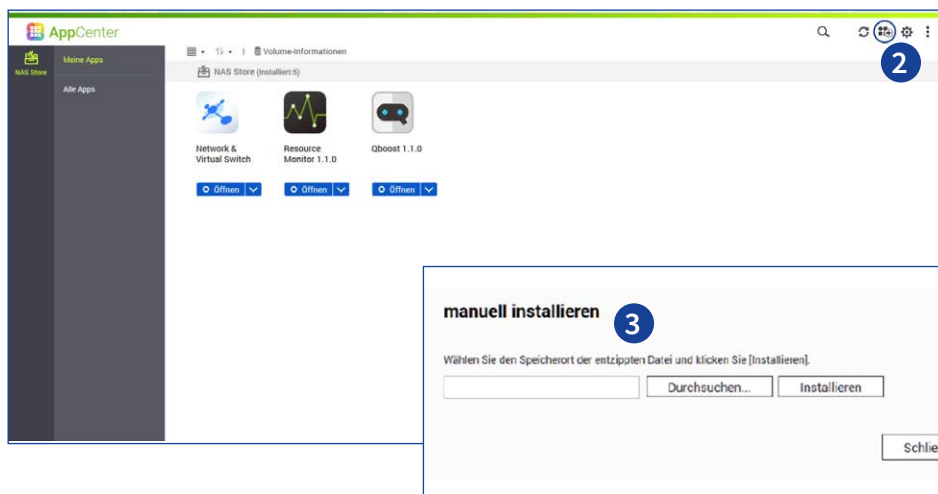 AppCenter
2
NAS Store
Meine Apps
Alle Apps
Volume-Informationen
NAS Store (Installiert:5)
Network &
Virtual Switch
Resource
Monitor 1.1.0
Qboost 1.1.0
Öffnen
Öffnen
Öffnen
manuell installieren
3
Wählen Sie den Speicherort der entzippten Datei und klicken Sie [Installieren].
Durchsuchen...
Installieren
Schlie